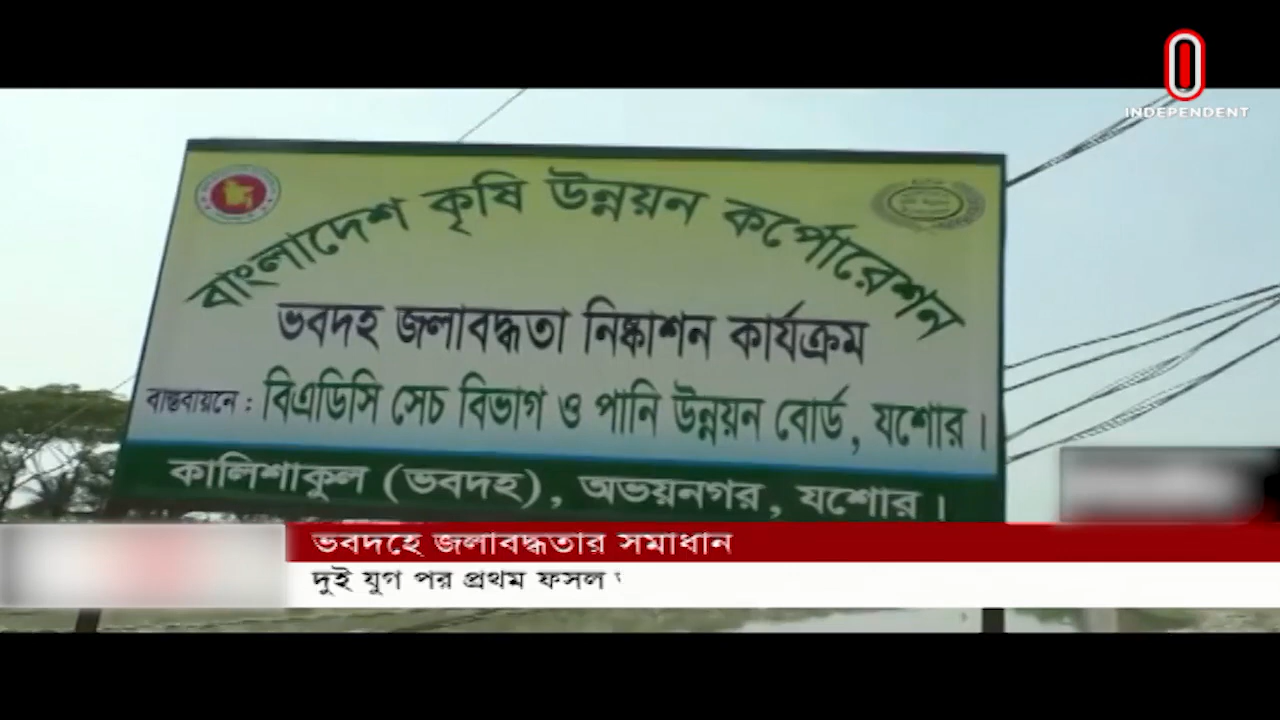 INDEPENDENT
বাংলাদেশ কৃষি উন্নয়ন কর্পোরেশন
ভবদহ জলাবদ্ধতা নিষ্কাশন কার্যক্রম
বাস্তবায়নে : বিএডিসি সেচ বিভাগ ও পানি উন্নয়ন বোর্ড, যশোর।
কালিশাকুল (ভবদহ), অভয়নগর, যশোর।
ভবদহে জলাবদ্ধতার সমাধান
দুই যুগ পর প্রথম ফসল